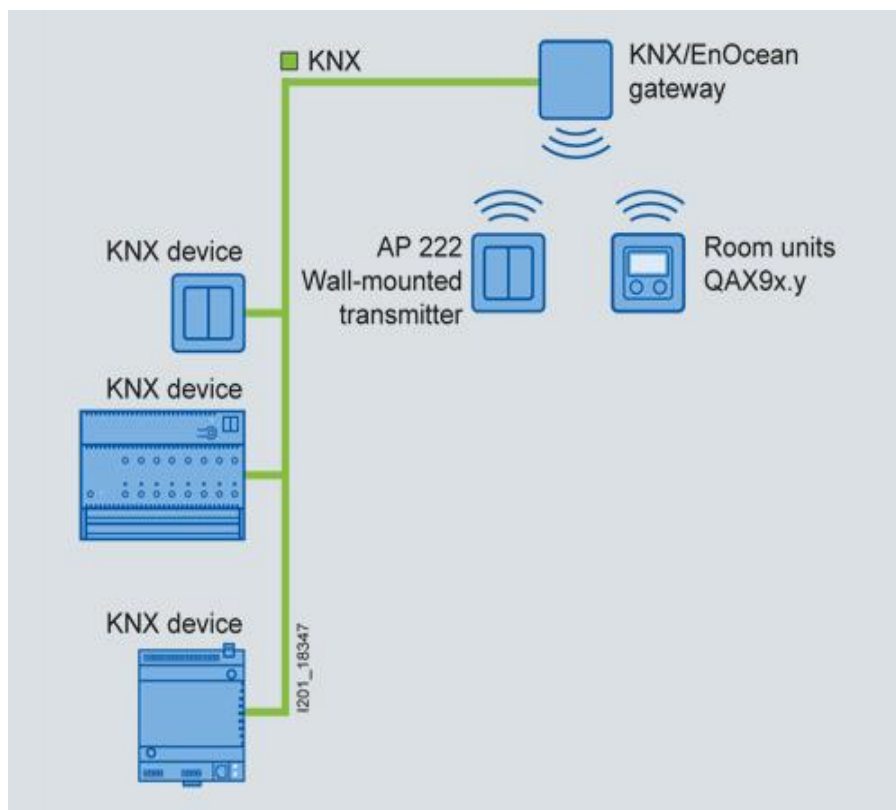 KNX
KNX/EnOcean
gateway
KNX device
AP 222
Wall-mounted
transmitter
Room units
QAX9x.y
KNX device
KNX device
I201_18347